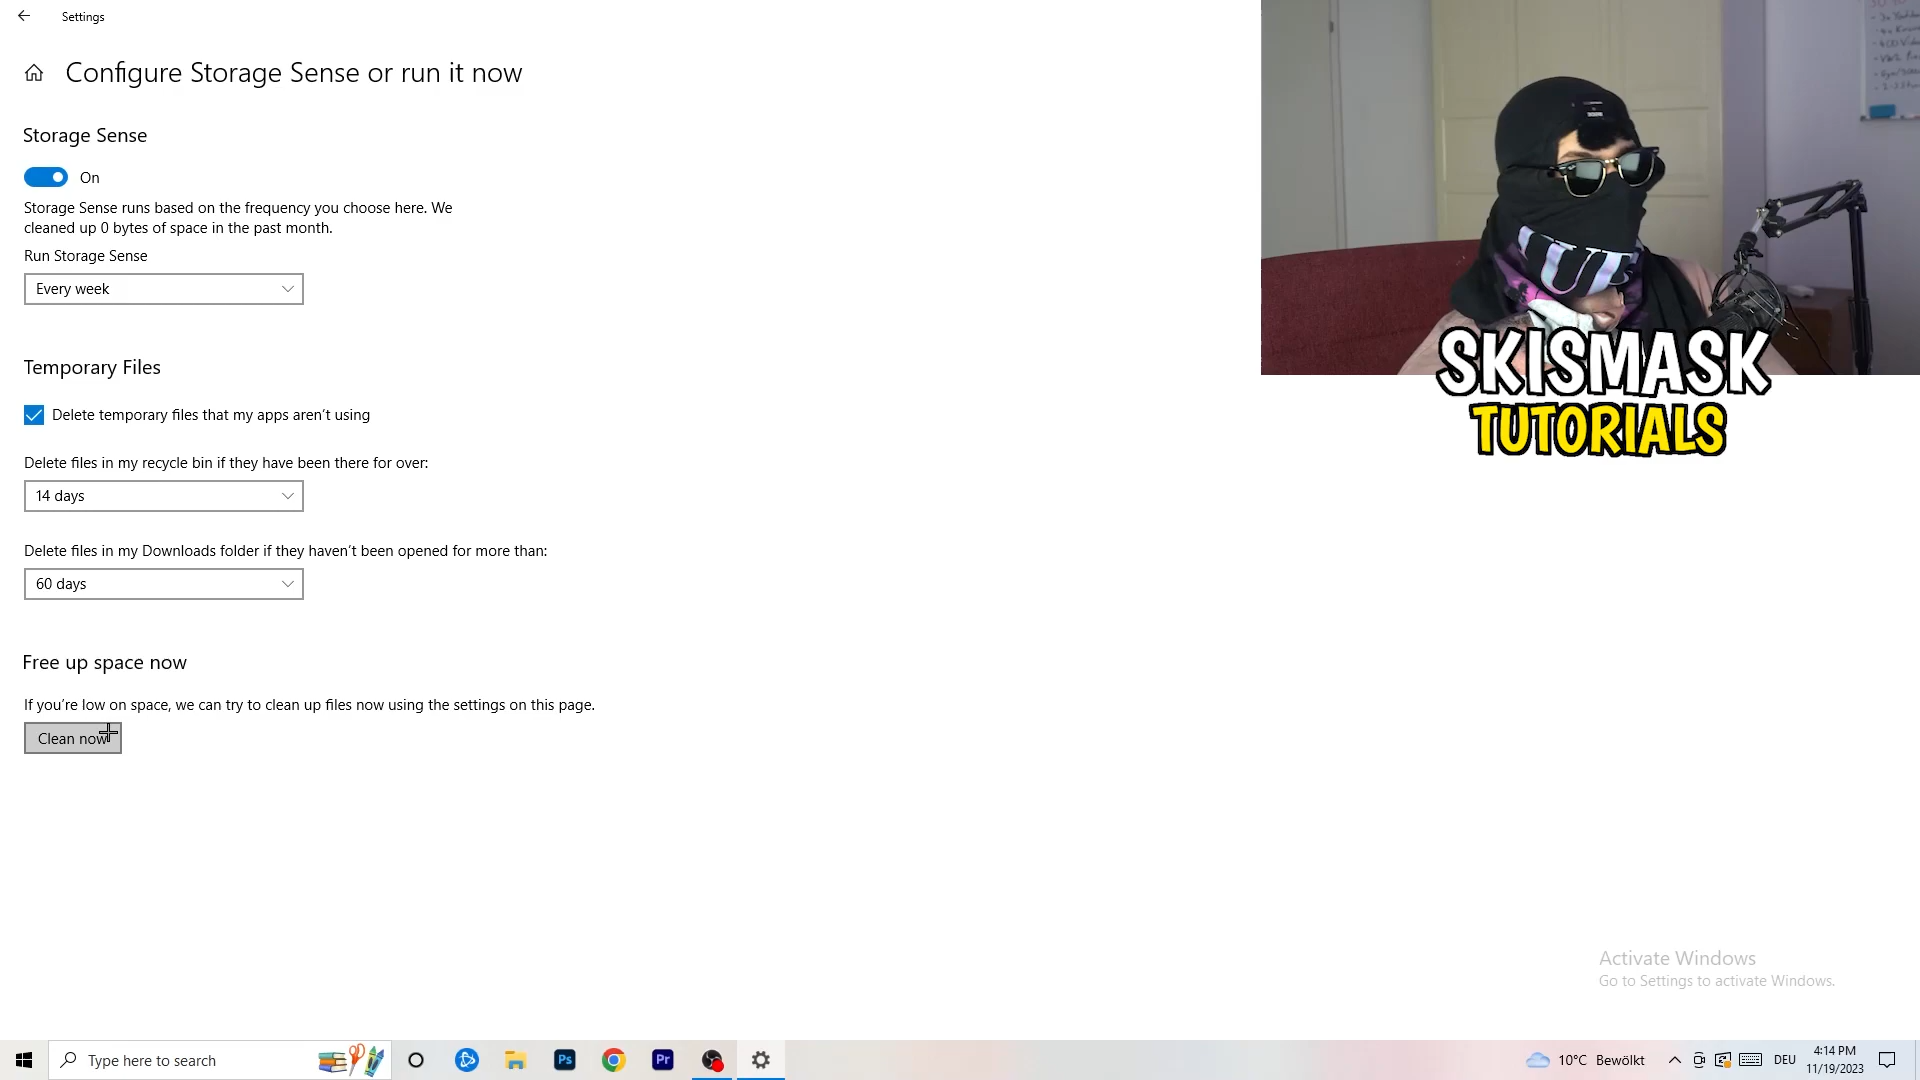 Settings
Configure Storage Sense or run it now
Storage Sense
On
Storage Sense runs based on the frequency you choose here. We
cleaned up 0 bytes of space in the past month.
Run Storage Sense
Every week
Temporary Files
Delete temporary files that my apps aren't using
Delete files in my recycle bin if they have been there for over:
14 days
Delete files in my Downloads folder if they haven't been opened for more than:
60 days
Free up space now
If you're low on space, we can try to clean up files now using the settings on this page.
Clean now
SKISMASK
TUTORIALS
Activate Windows
Go to Settings to activate Windows.
Type here to search
Ps
Pr
10°C Bewölkt
DEU
4:14 PM
11/19/2023